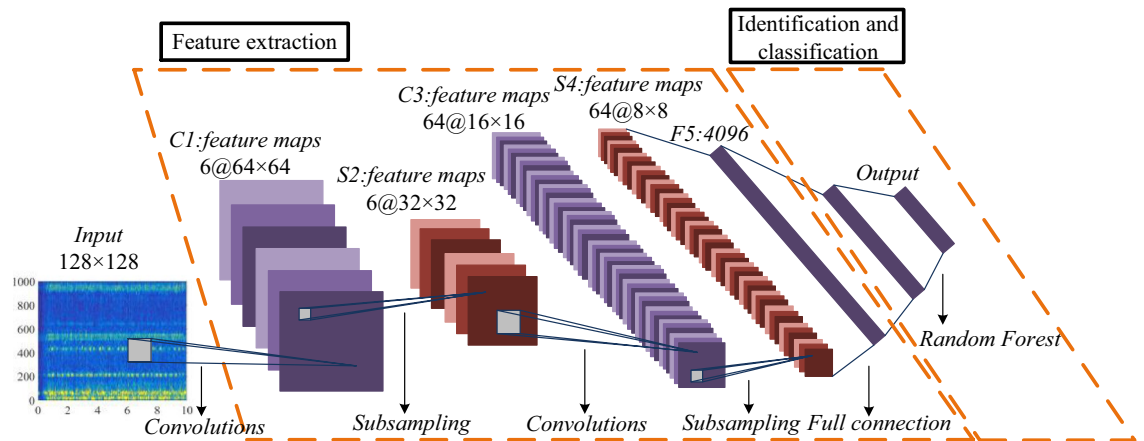 Feature extraction
Identification and
classification
C1:feature maps
6@64×64
S2:feature maps
6@32×32
C3:feature maps
64@16×16
S4:feature maps
64@8×8
F5:4096
Output
Input
128×128
1000
800
600
400
200
0
0 2 4 6 8 10
Convolutions
Subsampling
Convolutions
Subsampling
Full connection
Random Forest